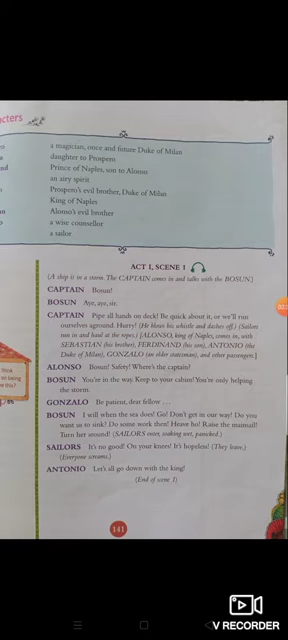 acters
a magician, once and future Duke of Milan
daughter to Prospero
Prince of Naples, son to Alonso
an airy spirit
Prospero's evil brother, Duke of Milan
King of Naples
Alonso's evil brother
a wise counsellor
a sailor
ACT I, SCENE 1
(A ship is in a storm. The CAPTAIN comes in and talks with the BOSUN)
CAPTAIN Bosun!
BOSUN Aye, aye, sir.
CAPTAIN Pipe all hands on deck! Be quick about it, or we'll run
ourselves aground. Hurry! (He blows his whistle and dashes off.) (Sailors
run in and haul at the ropes.) [ALONSO, king of Naples, comes in, with
SEBASTIAN (his brother), FERDINAND (his son), ANTONIO (the
Duke of Milan), GONZALO (an older statesman), and other passengers.]
ALONSO Bosun! Safety! Where's the captain?
BOSUN You're in the way. Keep to your cabin! You're only helping
the storm.
GONZALO Be patient, dear fellow ...
BOSUN I will when the sea does! Go! Don't get in our way! Do you
want us to sink? Do some work then! Heave ho! Raise the mainsail!
Turn her around! (SAILORS enter, soaking wet, panicked.)
SAILORS It's no good! On your knees! It's hopeless! (They leave.)
(Everyone screams.)
ANTONIO Let's all go down with the king!
(End of scene 1)
141
V RECORDER